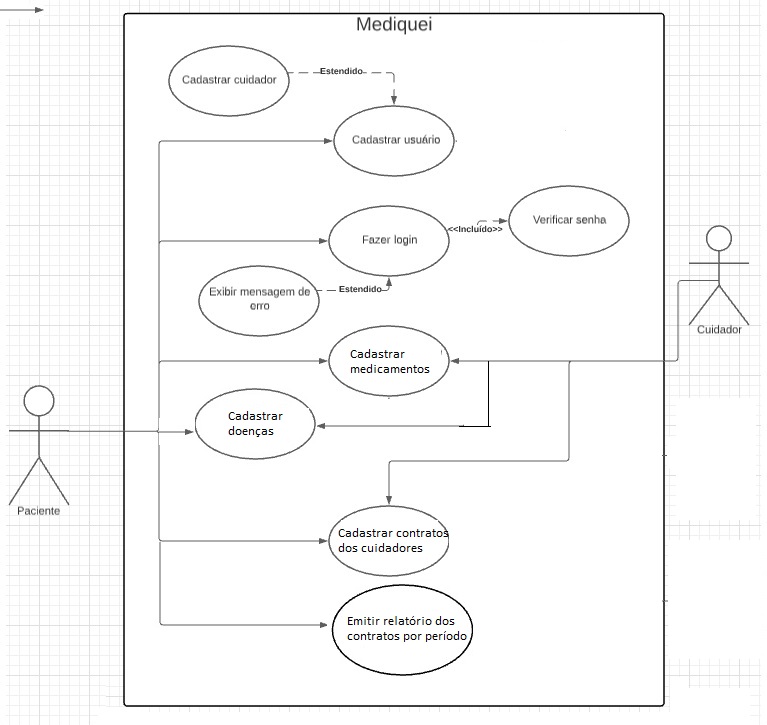 Mediquei
Cadastrar cuidador
Estendido
Cadastrar usuário
Fazer login
<<Incluído>>
Verificar senha
Exibir mensagem de
erro
Estendido
Cuidador
Cadastrar
medicamentos
Cadastrar
doenças
Paciente
Cadastrar contratos
dos cuidadores
Emitir relatório dos
contratos por período